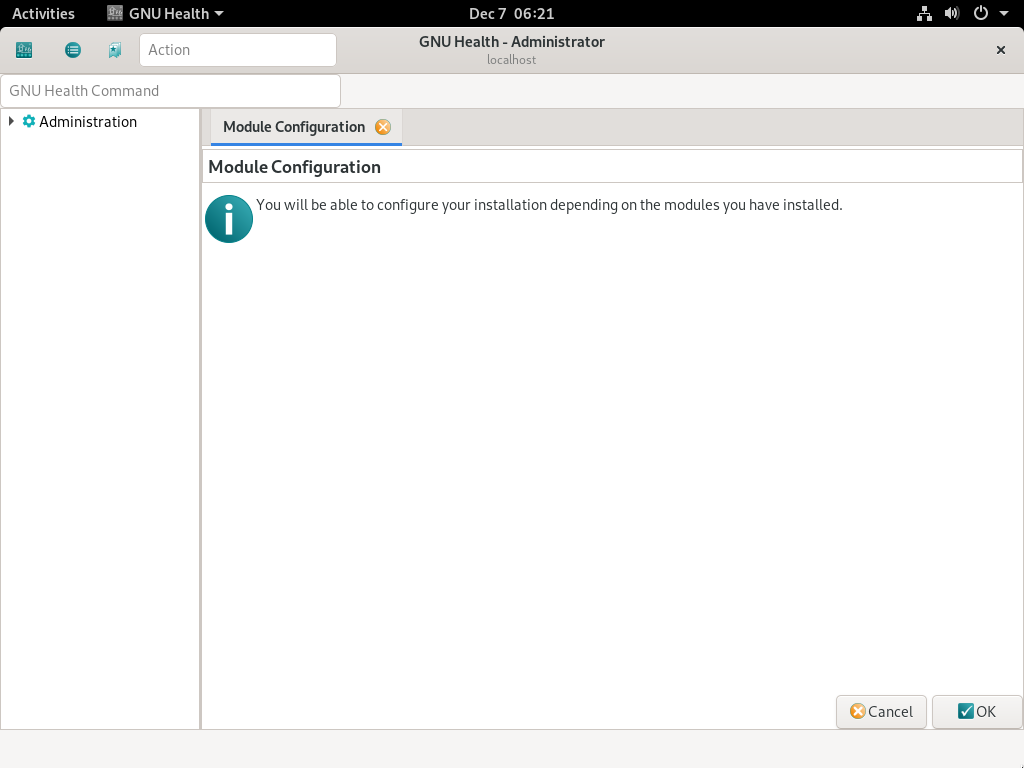 Activities GNU Health Dec 7 06:21
Action
GNU Health - Administrator
localhost
GNU Health Command
Administration
Module Configuration
Module Configuration
You will be able to configure your installation depending on the modules you have installed.
Cancel OK